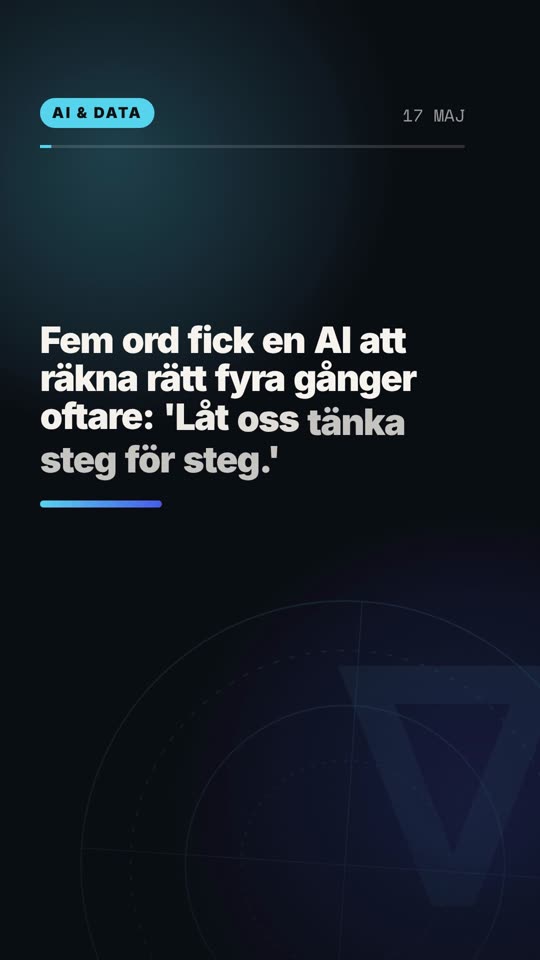 AI & DATA
17 MAJ
Fem ord fick en AI att
räkna rätt fyra gånger
oftare: 'Låt oss tänka
steg för steg.'